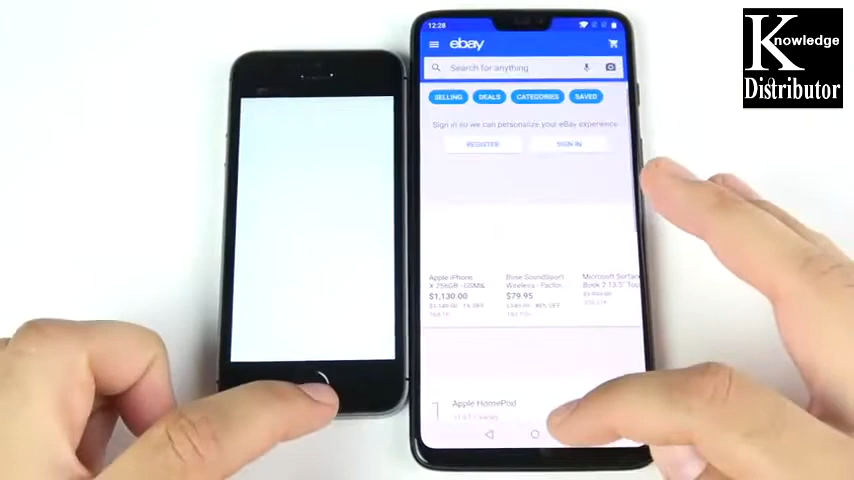 Knowledge
Distributor
12:28
ebay
Search for anything
SELLING
DEALS
CATEGORIES
SAVED
Sign in so we can personalize your eBay experience
REGISTER
SIGN IN
Apple iPhone
X 256GB - GSM&
$1,130.00
Bose SoundSport
Wireless - Factor
$79.95
Microsoft Surface
Book 2 13.5" Tou
Apple HomePod